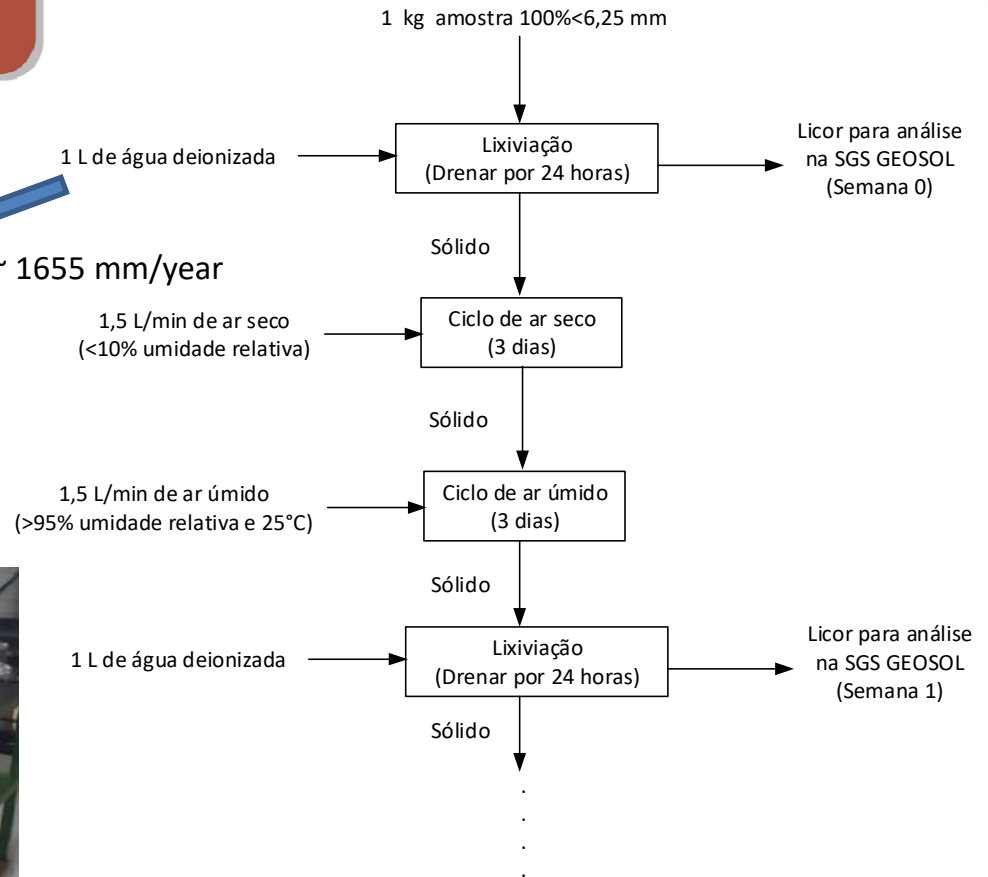 1 kg amostra 100%<6,25 mm
1 L de água deionizada
Lixiviação
(Drenar por 24 horas)
Licor para análise
na SGS GEOSOL
(Semana 0)
Sólido
~ 1655 mm/year
1,5 L/min de ar seco
(<10% umidade relativa)
Ciclo de ar seco
(3 dias)
Sólido
1,5 L/min de ar úmido
(>95% umidade relativa e 25°C)
Ciclo de ar úmido
(3 dias)
Sólido
1 L de água deionizada
Lixiviação
(Drenar por 24 horas)
Licor para análise
na SGS GEOSOL
(Semana 1)
Sólido
.
.
.
.